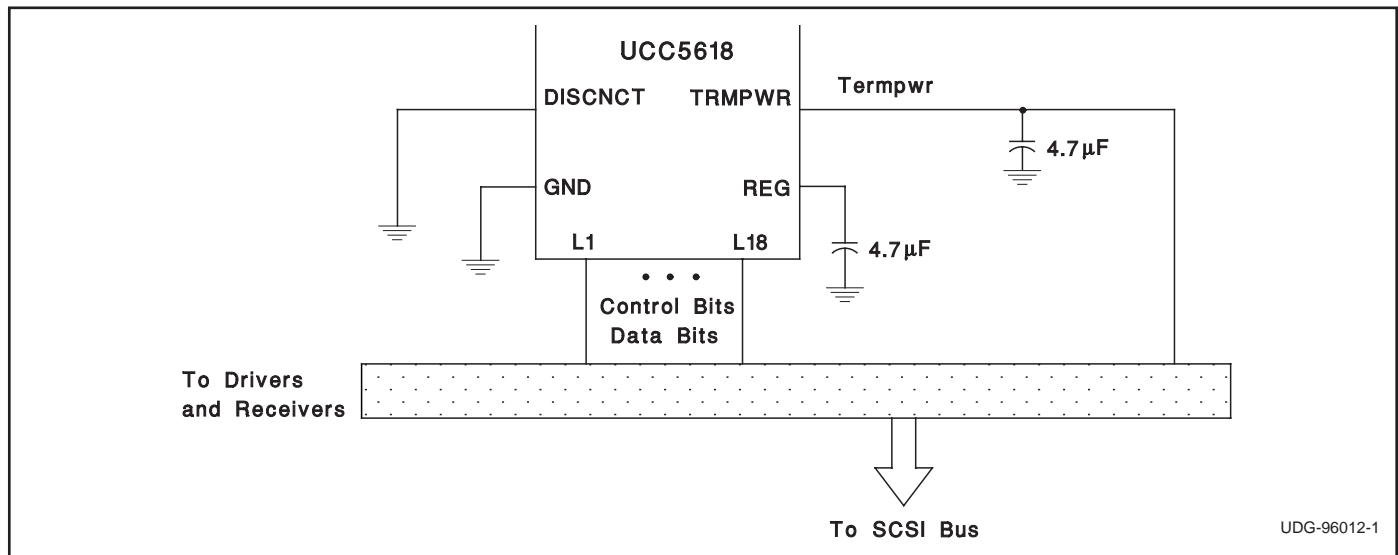 UCC5618
DISCNCT
TRMPWR
Termpwr
4.7µF
GND
REG
4.7µF
L1
L18
• • •
Control Bits
Data Bits
To Drivers
and Receivers
To SCSI Bus
UDG-96012-1